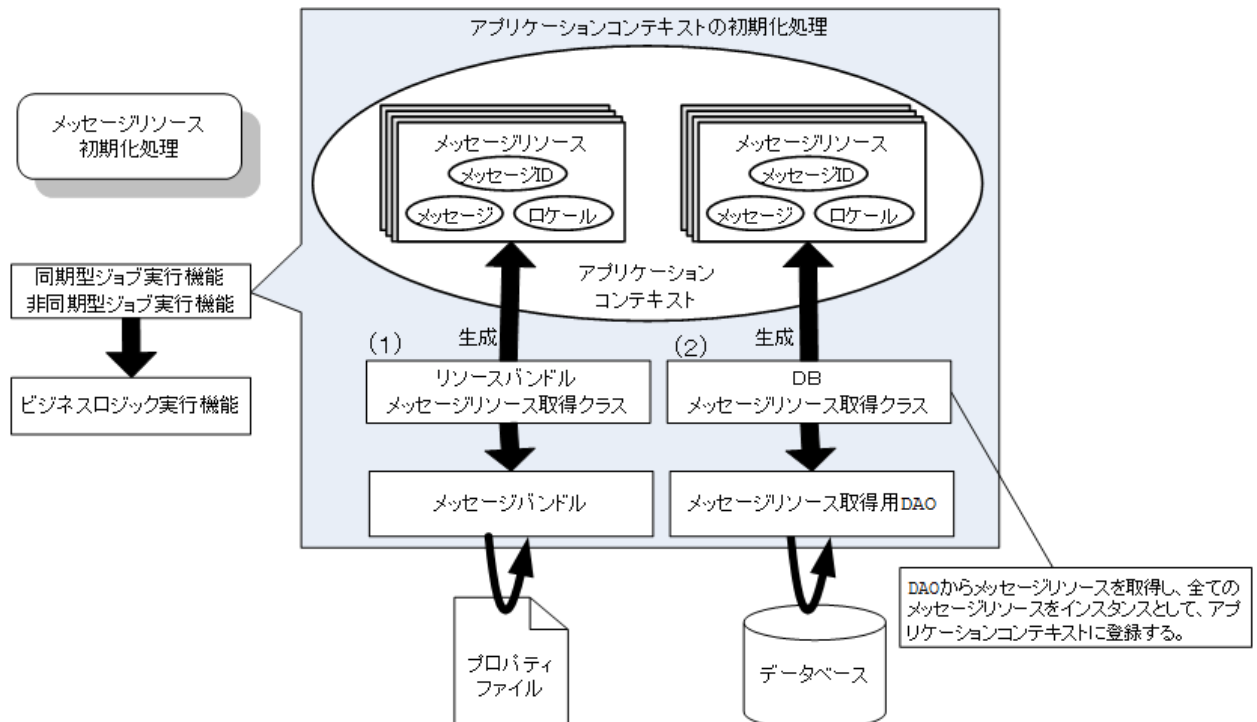 アプリケーションコンテキストの初期化処理
メッセージリソース
初期化処理
メッセージリソース
メッセージID
メッセージ
ロケール
メッセージリソース
メッセージID
メッセージ
ロケール
アプリケーション
コンテキスト
同期型ジョブ実行機能
非同期型ジョブ実行機能
ビジネスロジック実行機能
(1)
生成
(2)
生成
リソースバンドル
メッセージリソース取得クラス
DB
メッセージリソース取得クラス
メッセージバンドル
メッセージリソース取得用DAO
プロパティ
ファイル
データベース
DAOからメッセージリソースを取得し、全ての
メッセージリソースをインスタンスとして、アプ
リケーションコンテキストに登録する。